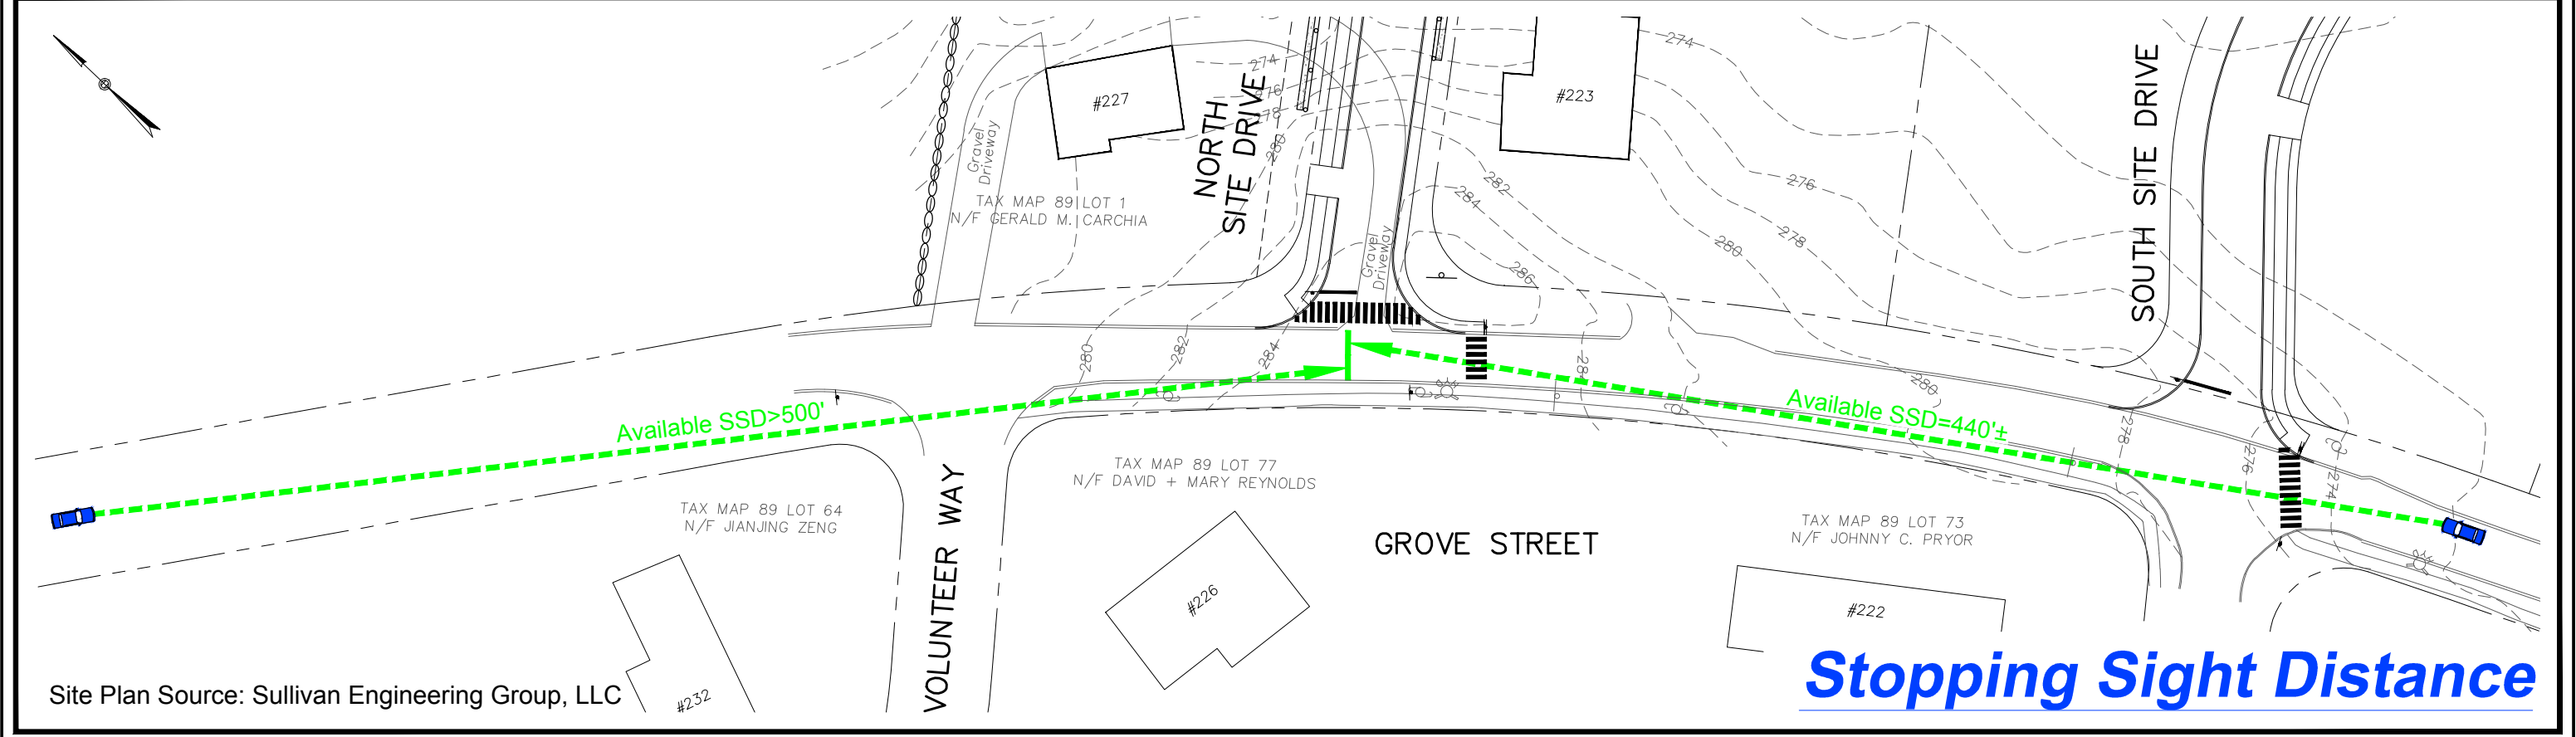 274
276
278
280
#227
Gravel
Driveway
TAX MAP 89 LOT 1
N/F GERALD M. CARCHIA
NORTH
SITE DRIVE
#223
274
282
284
286
276
278
280
Gravel
Driveway
SOUTH SITE DRIVE
280
282
284
280
278
276
274
Available SSD>500'
Available SSD=440'±
TAX MAP 89 LOT 77
N/F DAVID + MARY REYNOLDS
TAX MAP 89 LOT 64
N/F JIANJING ZENG
VOLUNTEER WAY
GROVE STREET
TAX MAP 89 LOT 73
N/F JOHNNY C. PRYOR
#226
#222
#232
Site Plan Source: Sullivan Engineering Group, LLC
Stopping Sight Distance